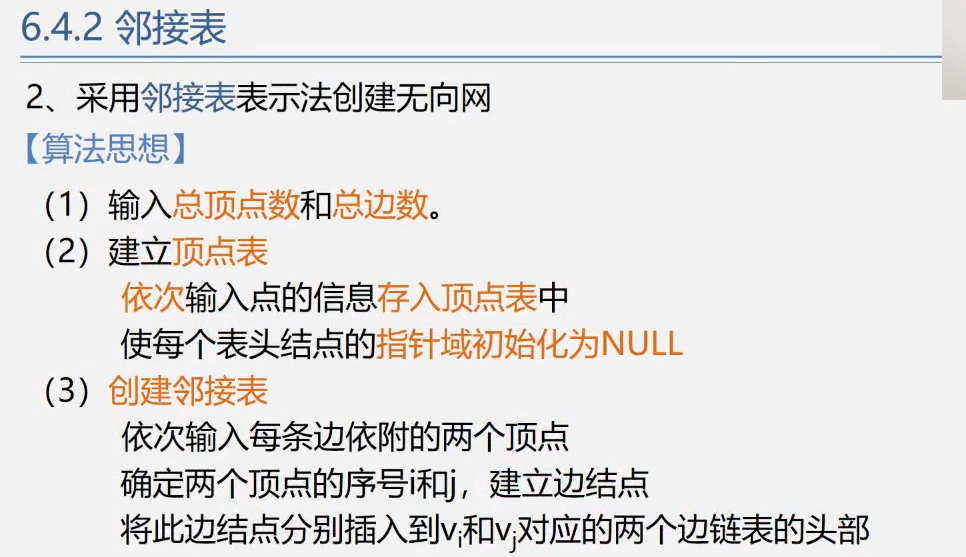 6.4.2 邻接表
2、采用邻接表表示法创建无向网
【算法思想】
（1）输入总顶点数和总边数。
（2）建立顶点表
依次输入点的信息存入顶点表中
使每个表头结点的指针域初始化为NULL
（3）创建邻接表
依次输入每条边依附的两个顶点
确定两个顶点的序号i和j，建立边结点
将此边结点分别插入到vi和vj对应的两个边链表的头部